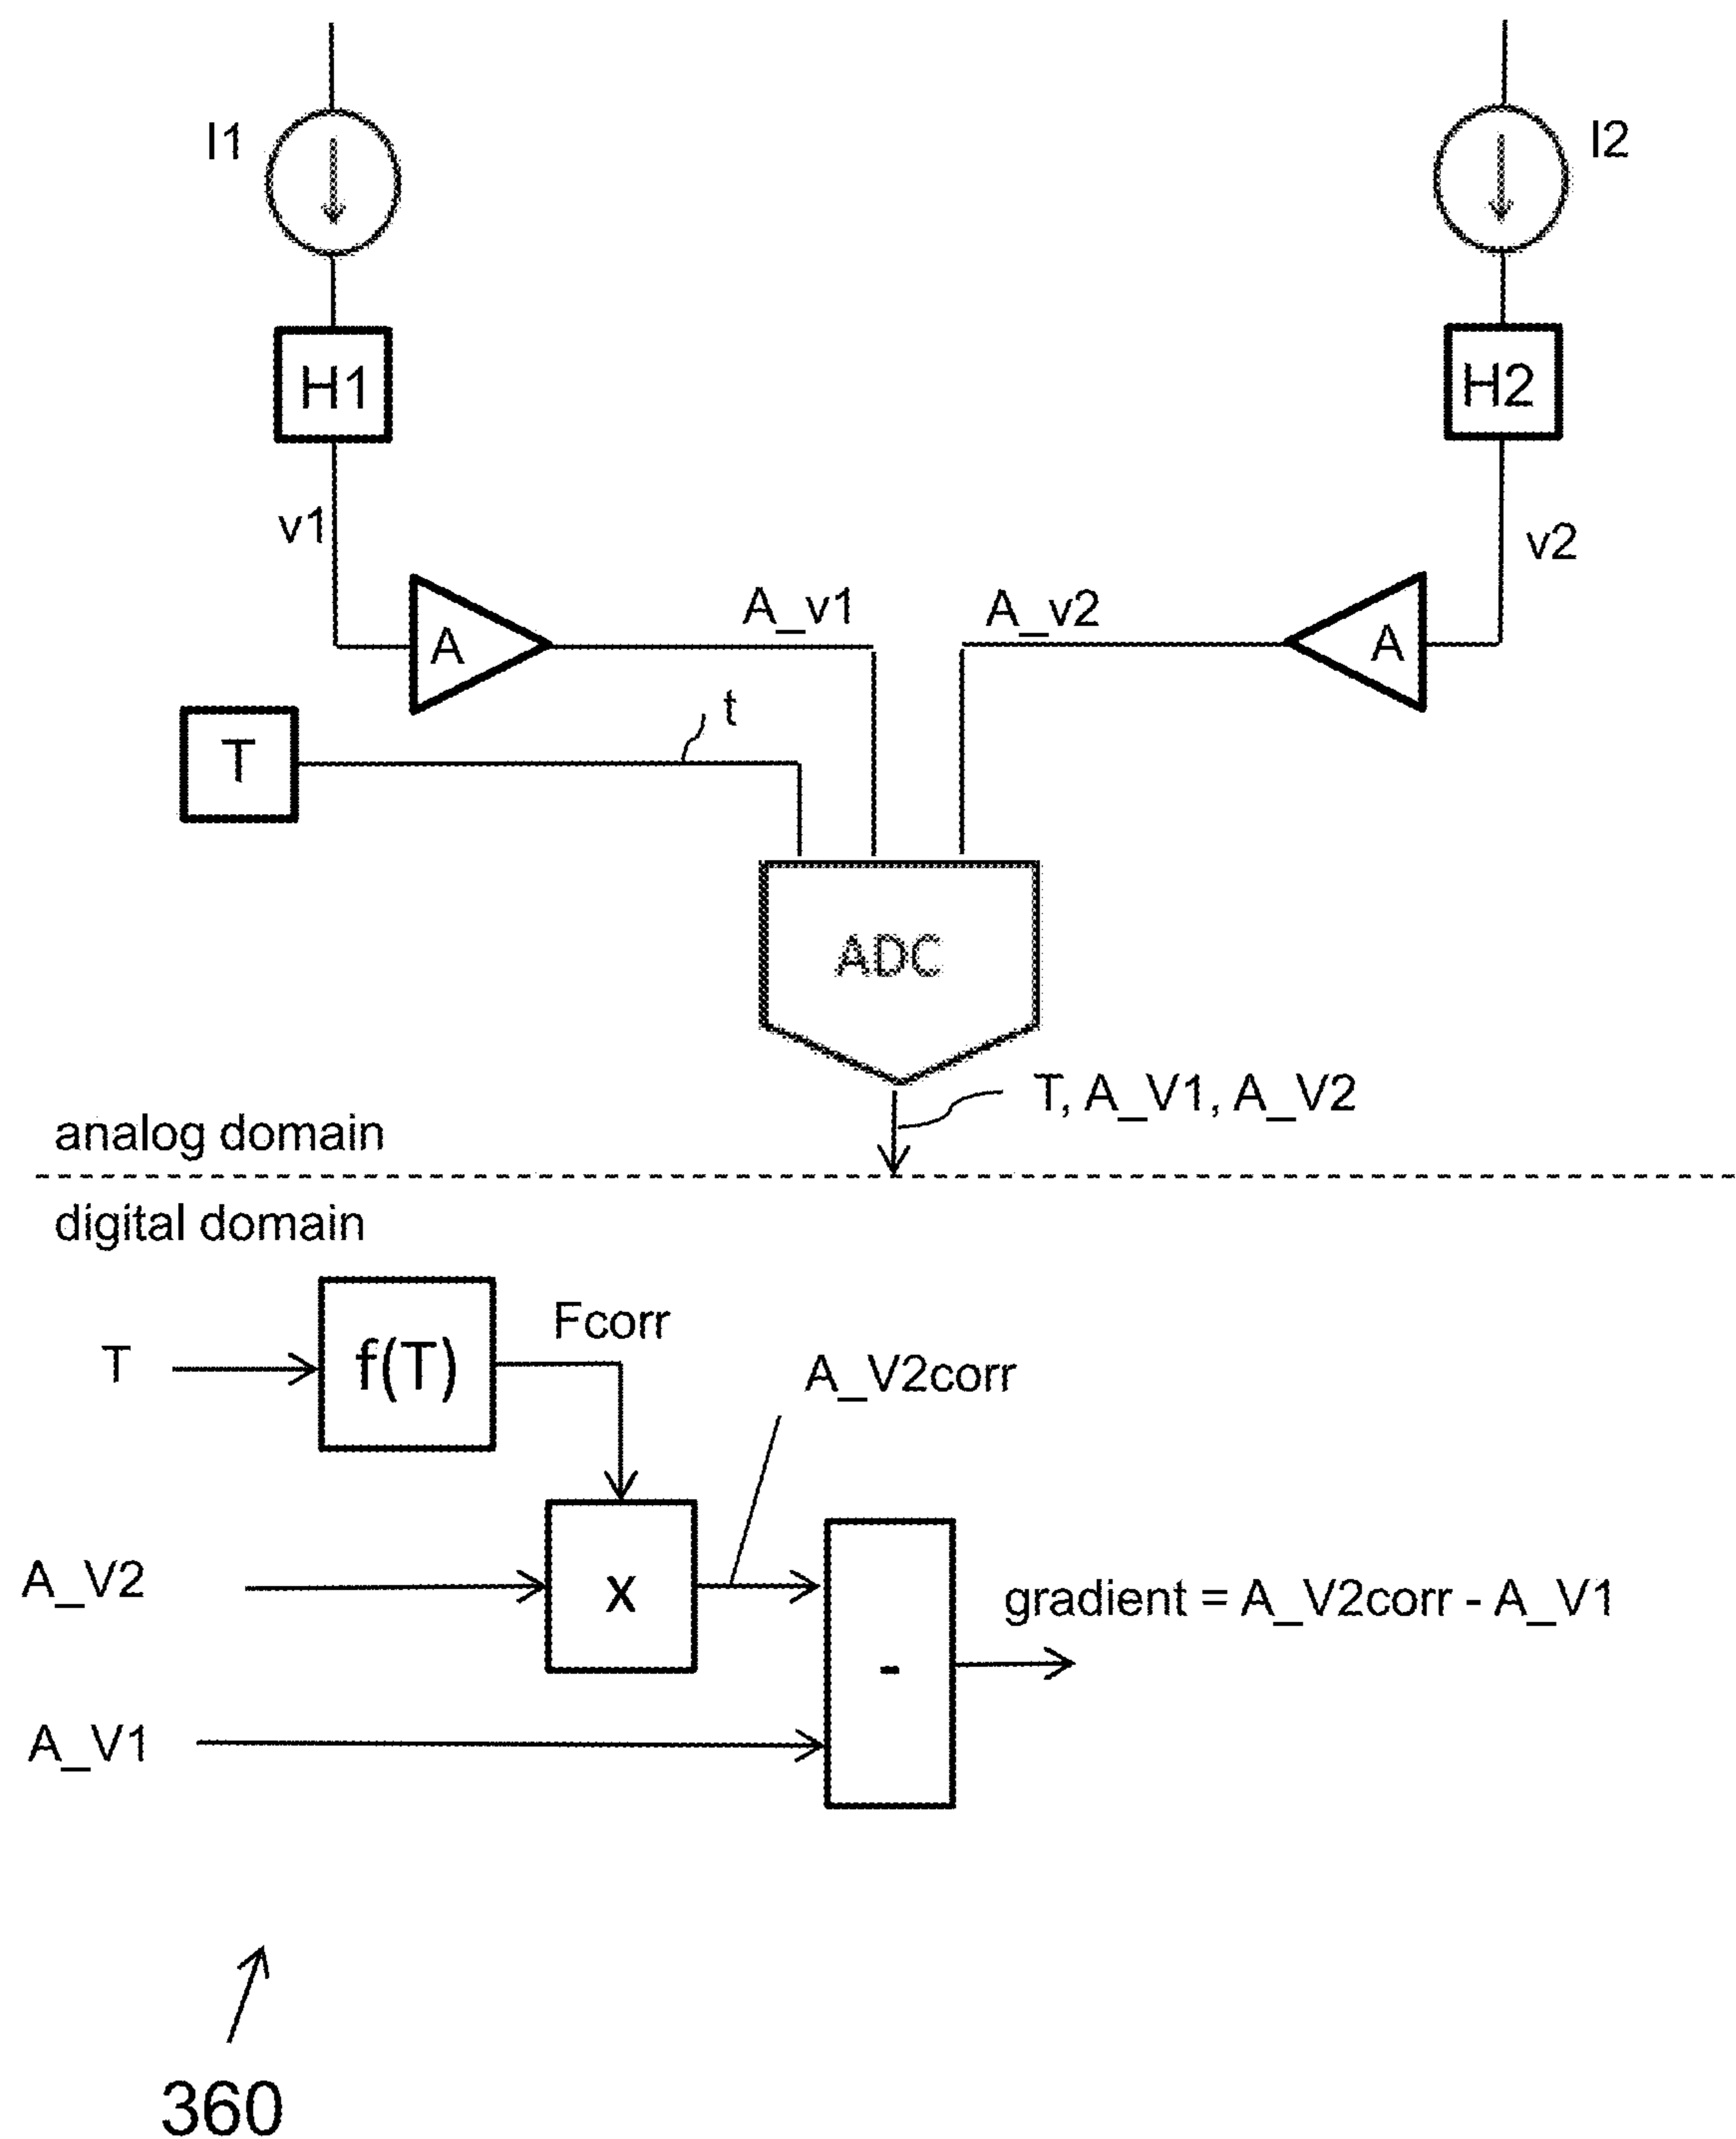 I1
I2
H1
H2
v1
v2
A_v1
A_v2
A
A
t
T
ADC
T, A_V1, A_V2
analog domain
digital domain
Fcorr
T
f(T)
A_V2corr
A_V2
x
gradient = A_V2corr - A_V1
-
A_V1
360